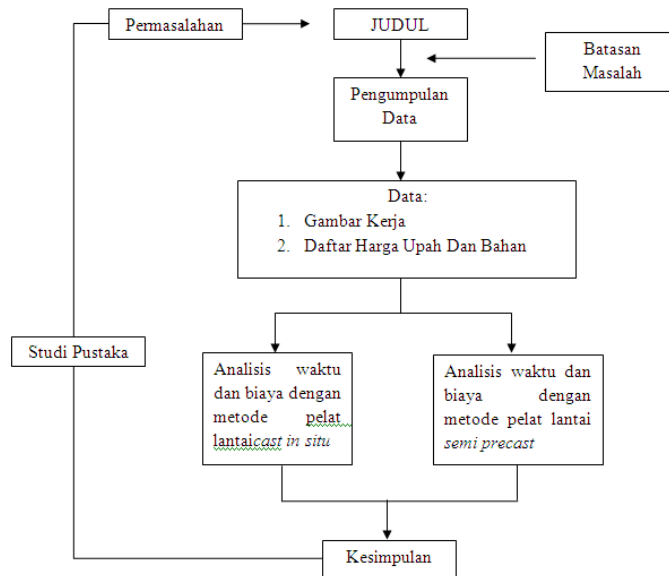 Permasalahan
JUDUL
Batasan
Masalah
Pengumpulan
Data
Data:
1. Gambar Kerja
2. Daftar Harga Upah Dan Bahan
Studi Pustaka
Analisis waktu
dan biaya dengan
metode pelat
lantaicast in situ
Analisis waktu dan
biaya dengan
metode pelat lantai
semi precast
Kesimpulan